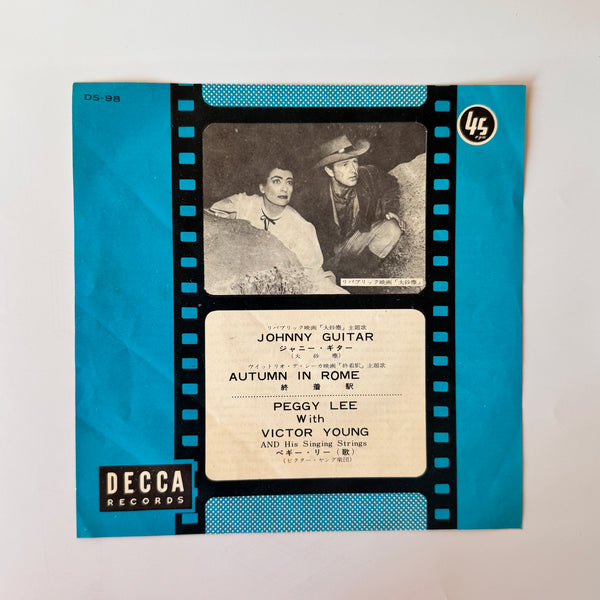 DS-98
45
rpm
リパブリック映画「大砂塵」
リパブリック映画「大砂塵」主題歌
JOHNNY GUITAR
ジャニー・ギター
(大砂塵)
ヴィットリオ・デ・シーカ映画「終着駅」主題歌
AUTUMN IN ROME
終着駅
PEGGY LEE
With
VICTOR YOUNG
AND His Singing Strings
ペギー・リー(歌)
(ビクター・ヤング楽団)
DECCA
RECORDS